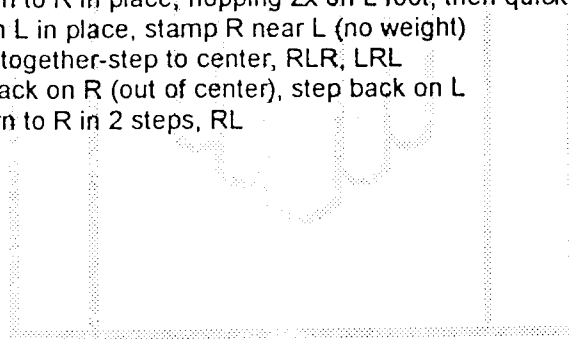 n to R in place, hopping 2x on L foot, then quick
n L in place, stamp R near L (no weight)
together-step to center, RLR, LRL
ack on R (out of center), step back on L
n to R in 2 steps, RL